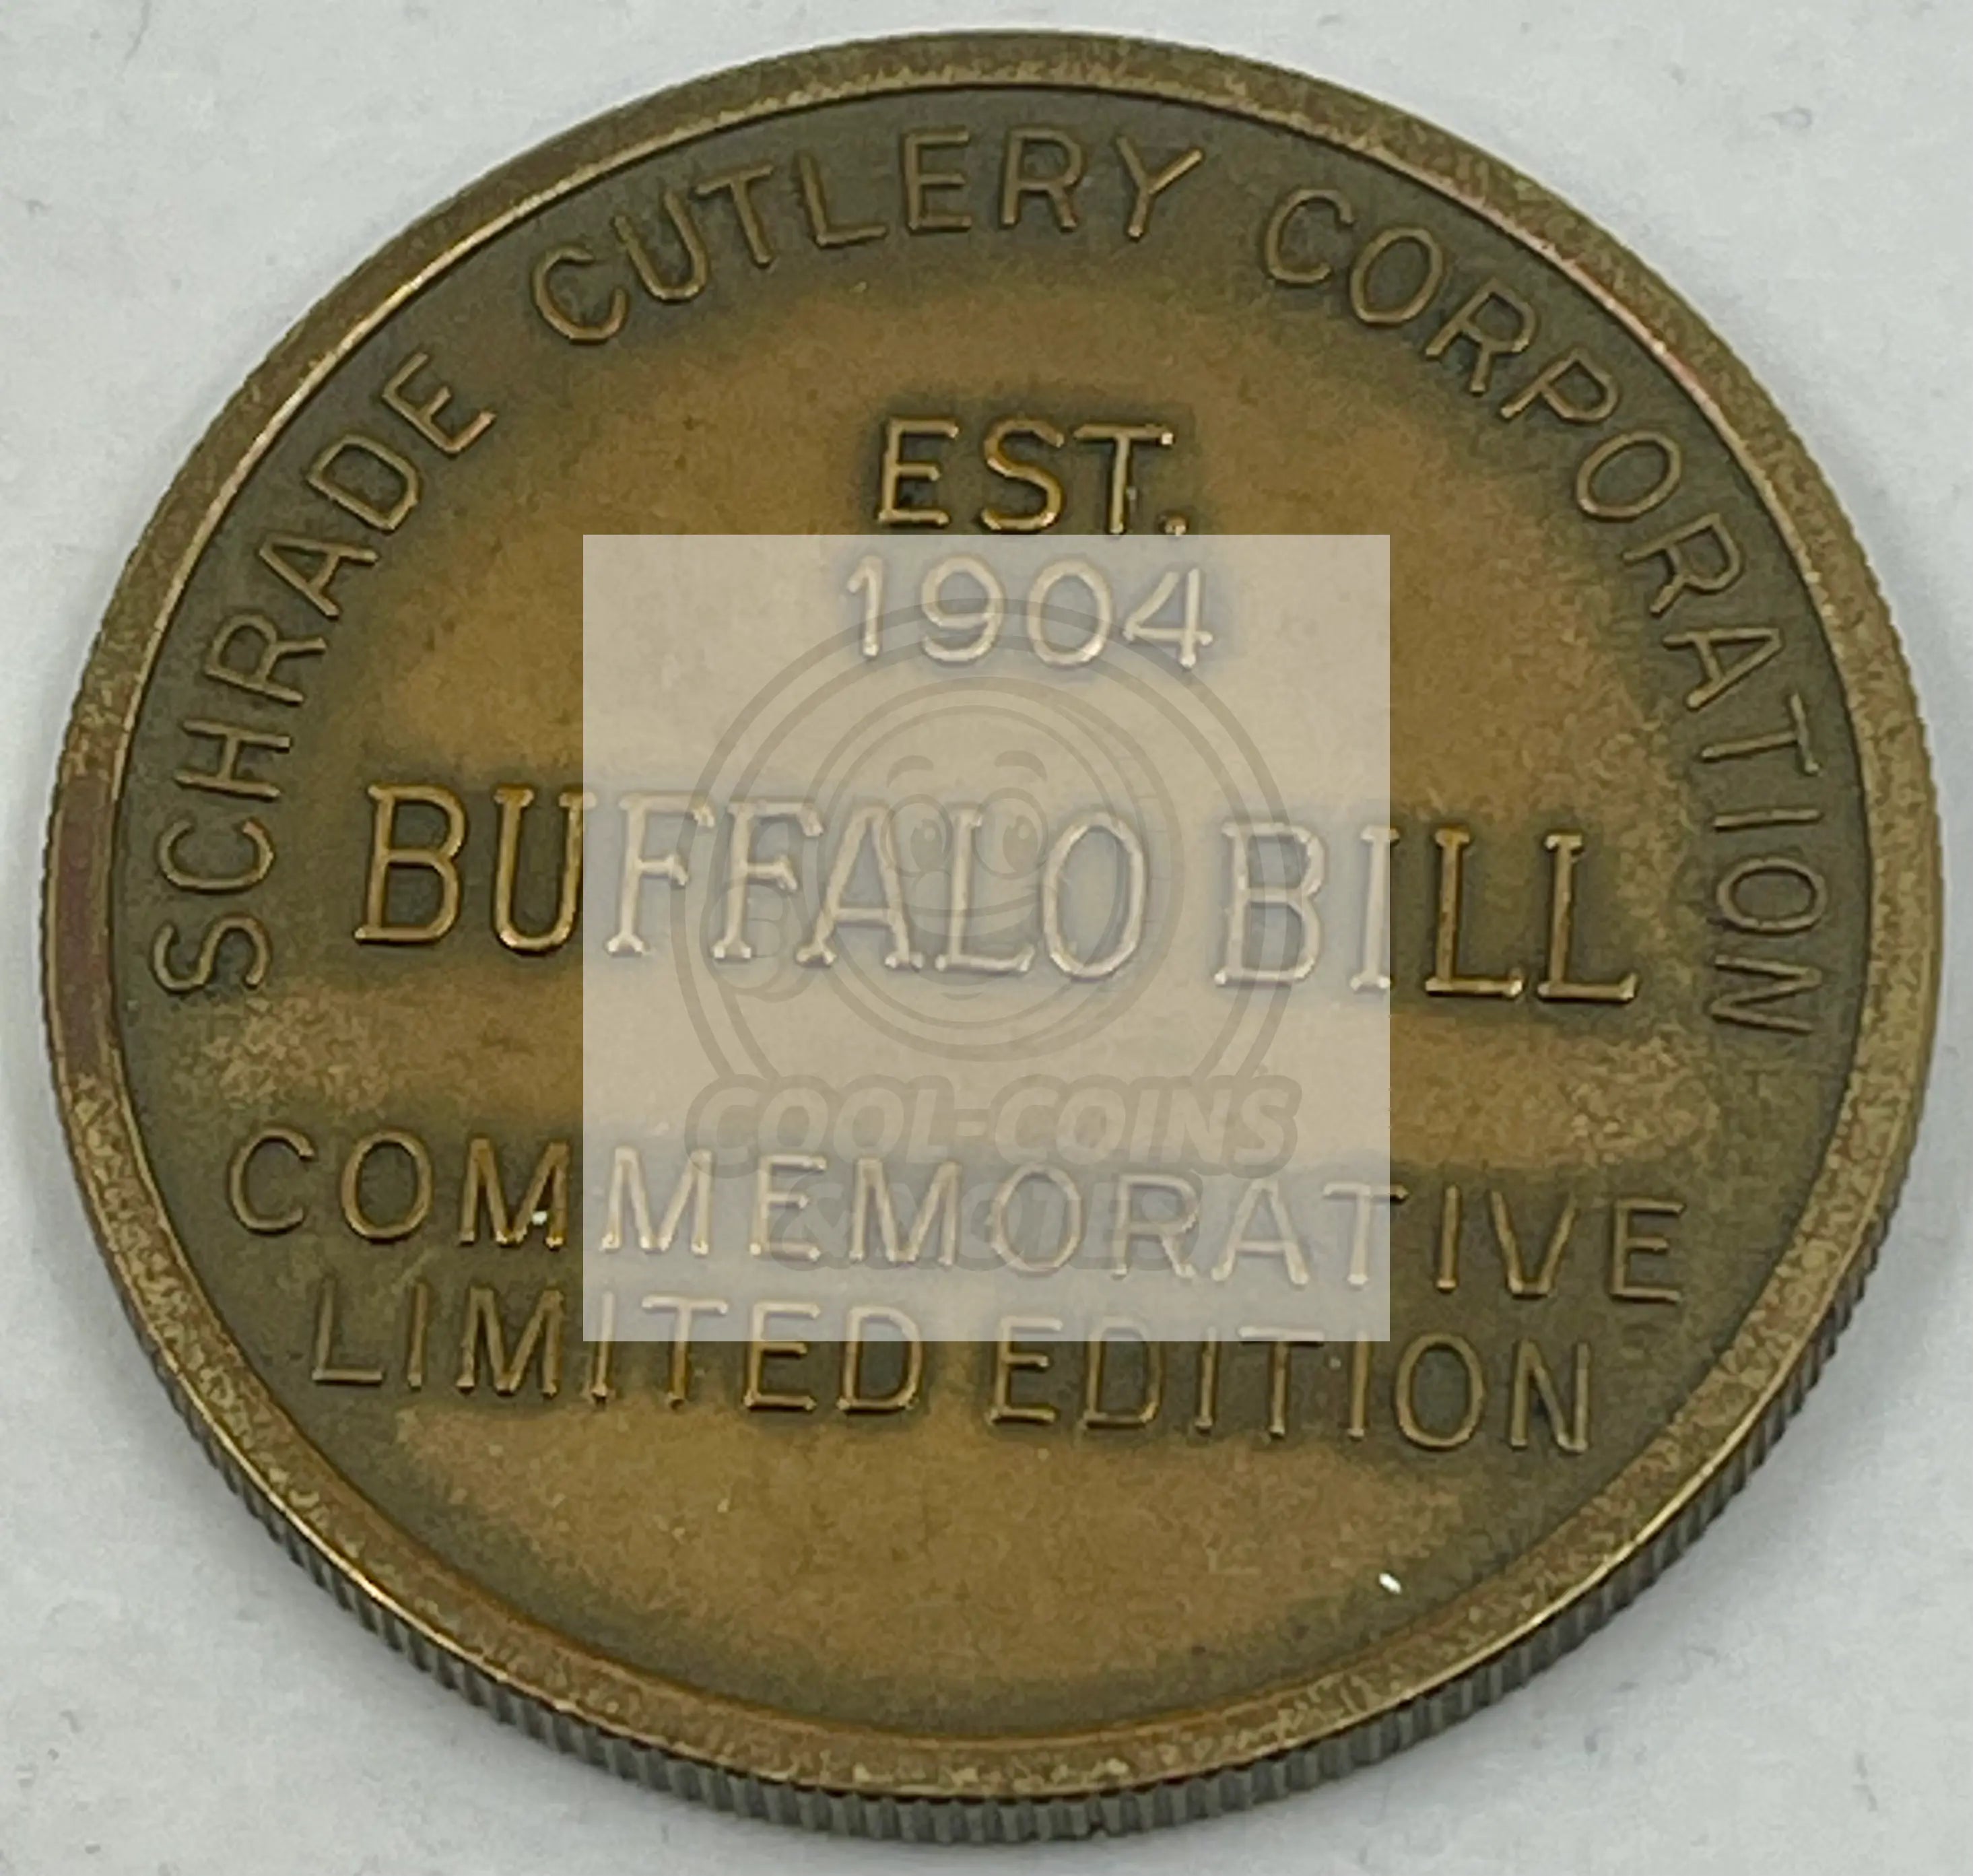 SCHRADE CUTLERY CORPORATION
EST.
1904
BUFFALO BILL
COMMEMORATIVE
LIMITED EDITION
COOL-COINS